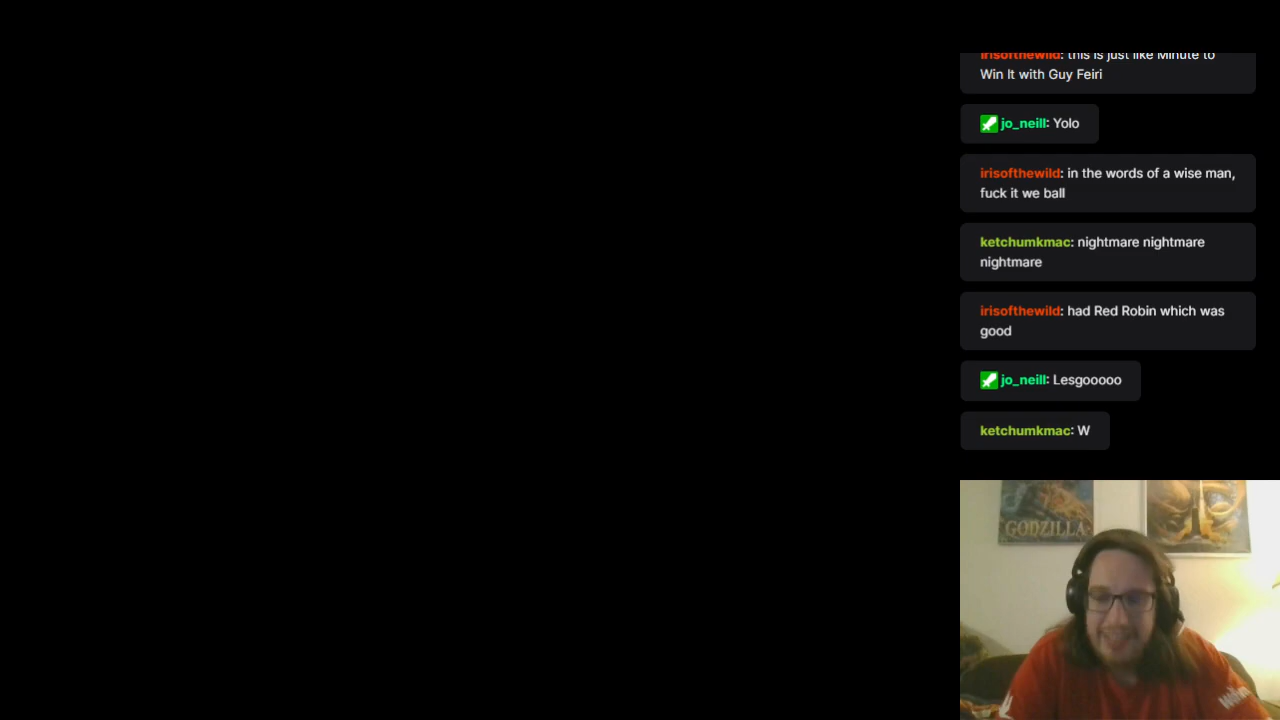 irisofthewild: this is just like Minute to
Win It with Guy Feiri
jo_neill: Yolo
irisofthewild: in the words of a wise man,
fuck it we ball
ketchumkmac: nightmare nightmare
nightmare
irisofthewild: had Red Robin which was
good
jo_neill: Lesgooooo
ketchumkmac: W
GODZILLA